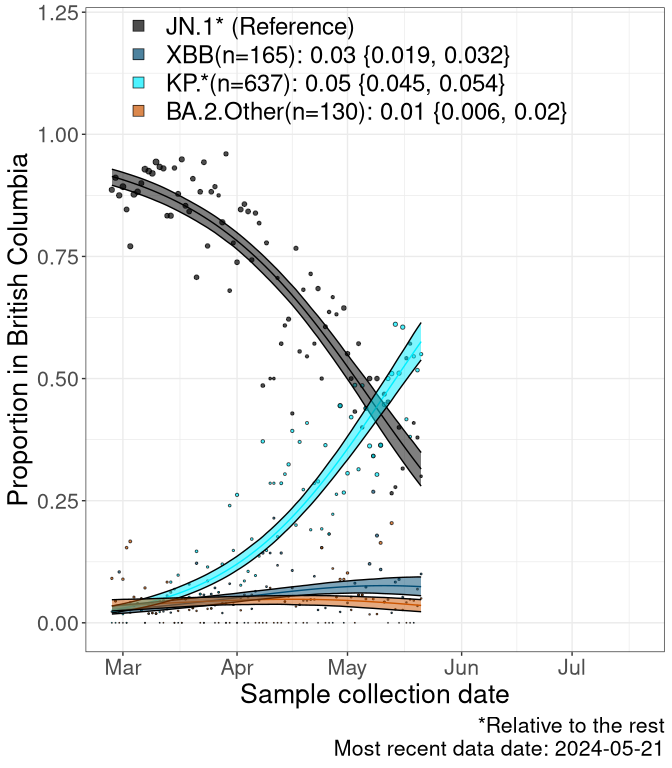 JN.1* (Reference)
XBB(n=165): 0.03 {0.019, 0.032}
KP.*(n=637): 0.05 {0.045, 0.054}
BA.2.Other(n=130): 0.01 {0.006, 0.02}
1.25
1.00
0.75
0.50
0.25
0.00
Proportion in British Columbia
Mar Apr May Jun Jul
Sample collection date
*Relative to the rest
Most recent data date: 2024-05-21